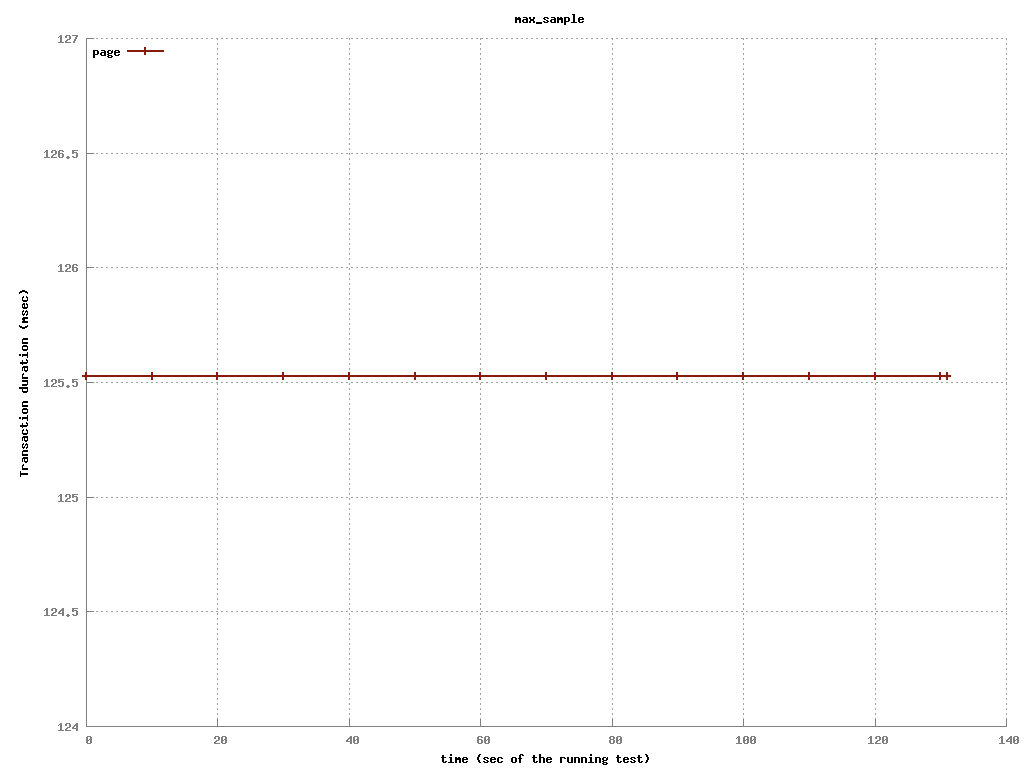 max_sample
page
127
126.5
126
125.5
125
124.5
124
Transaction duration (msec)
0 20 40 60 80 100 120 140
time (sec of the running test)